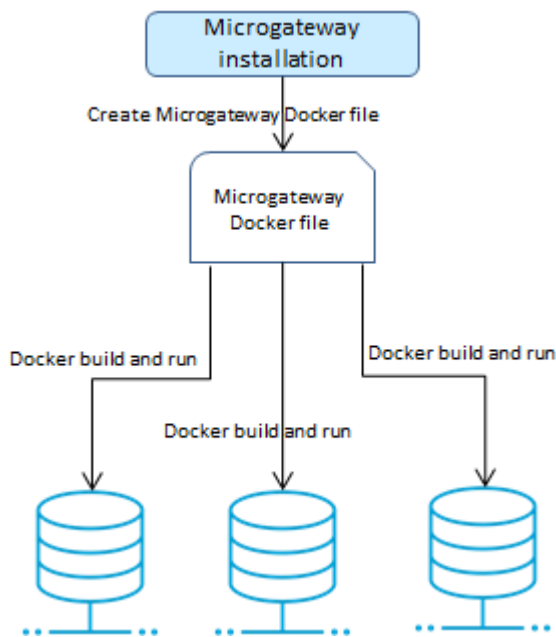 Microgateway
installation
Create Microgateway Docker file
Microgateway
Docker file
Docker build and run
Docker build and run
Docker build and run